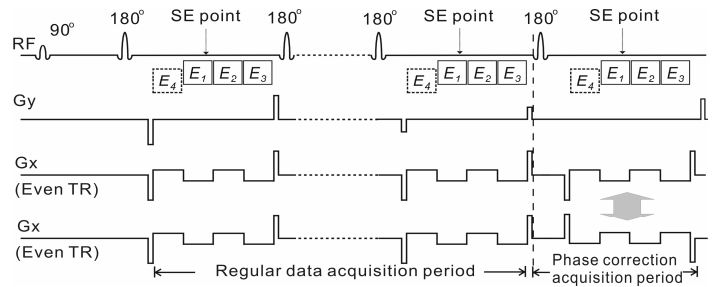 180° SE point 180° 180° SE point 180° SE point
RF 90°
E4 E1 E2 E3 E4 E1 E2 E3 E4 E1 E2 E3
Gy
Gx
(Even TR)
Gx
(Even TR)
Regular data acquisition period
Phase correction
acquisition period